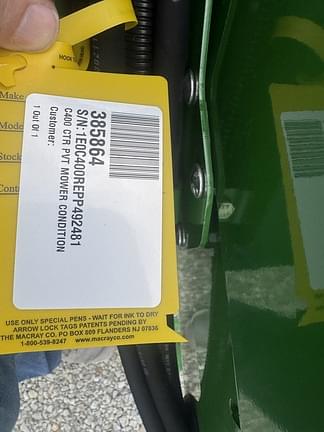 HOOK T
Make
Mode
Stock
Cont
385864
S/N:1E0C400REPP492481
C400 CTR PVT MOWER CONDITION
Customer:
1 Out Of 1
USE ONLY SPECIAL PENS - WAIT FOR INK TO DRY
ARROW LOCK TAGS PATENTS PENDING BY
THE MACRAY CO, PO BOX 809 FLANDERS NJ 07836
1-800-539-8247 www.macrayco.com